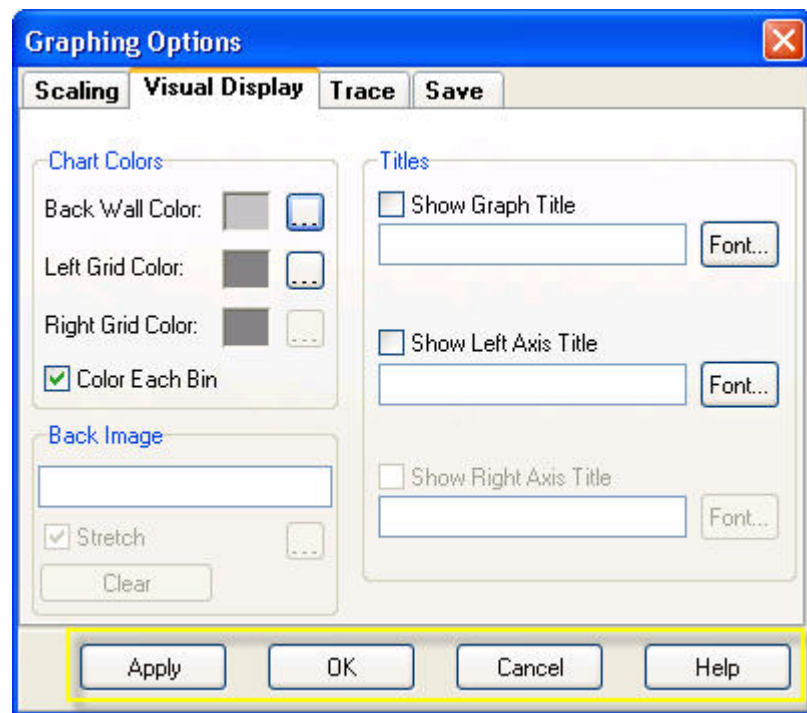 Graphing Options
Scaling Visual Display Trace Save
Chart Colors
Back Wall Color: ...
Left Grid Color: ...
Right Grid Color: ...
Color Each Bin
Back Image
Stretch ...
Clear
Titles
Show Graph Title
Font...
Show Left Axis Title
Font...
Show Right Axis Title
Font...
Apply OK Cancel Help